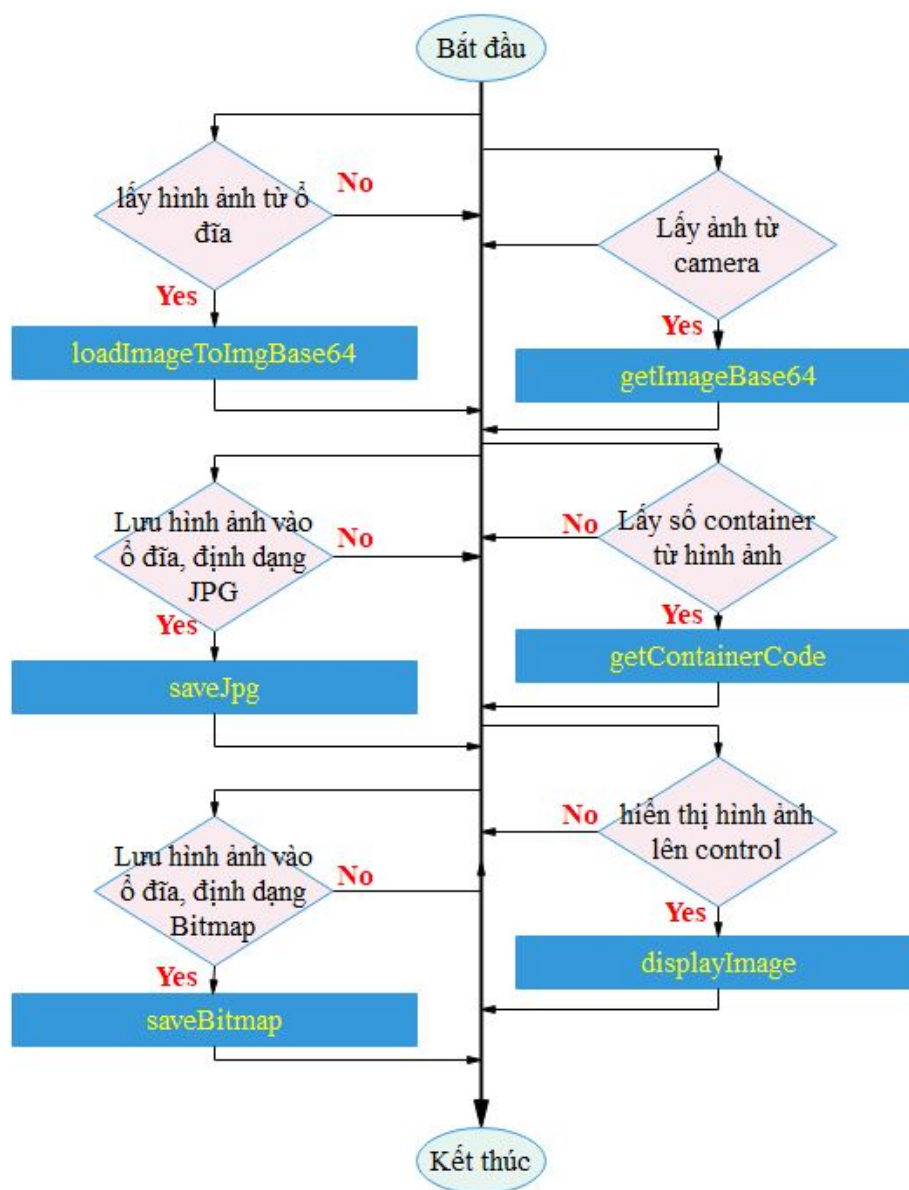 Bắt đầu
lấy hình ảnh từ ổ
đĩa
No
Yes
loadImageToImgBase64
Lấy ảnh từ
camera
Yes
getImageBase64
Lưu hình ảnh vào
ổ đĩa, định dạng
JPG
No
Yes
saveJpg
No
Lấy số container
từ hình ảnh
Yes
getContainerCode
Lưu hình ảnh vào
ổ đĩa, định dạng
Bitmap
No
Yes
saveBitmap
No
hiển thị hình ảnh
lên control
Yes
displayImage
Kết thúc